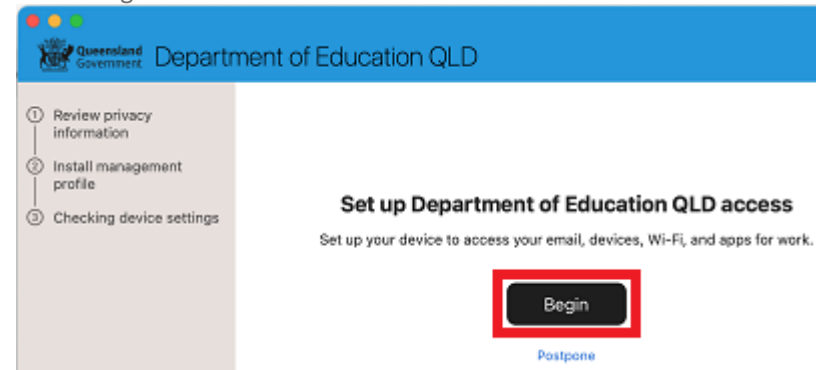 Queensland
Government
Department of Education QLD
1 Review privacy
information
2 Install management
profile
3 Checking device settings
Set up Department of Education QLD access
Set up your device to access your email, devices, Wi-Fi, and apps for work.
Begin
Postpone